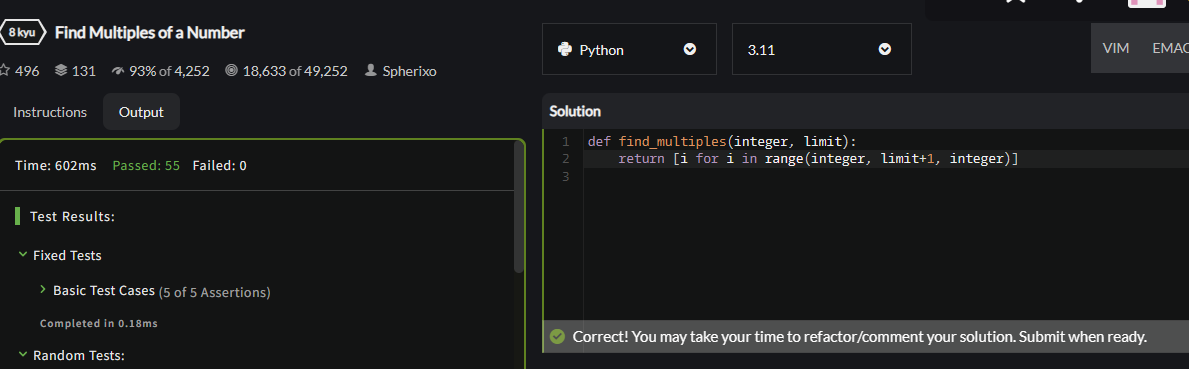 8 kyu Find Multiples of a Number
496 131 93% of 4,252 18,633 of 49,252 Spherixo
Instructions Output
Time: 602ms Passed: 55 Failed: 0
Test Results:
Fixed Tests
Basic Test Cases (5 of 5 Assertions)
Completed in 0.18ms
Random Tests:
Python 3.11 VIM EMAC
Solution
1 def find_multiples(integer, limit):
2 return [i for i in range(integer, limit+1, integer)]
3
Correct! You may take your time to refactor/comment your solution. Submit when ready.